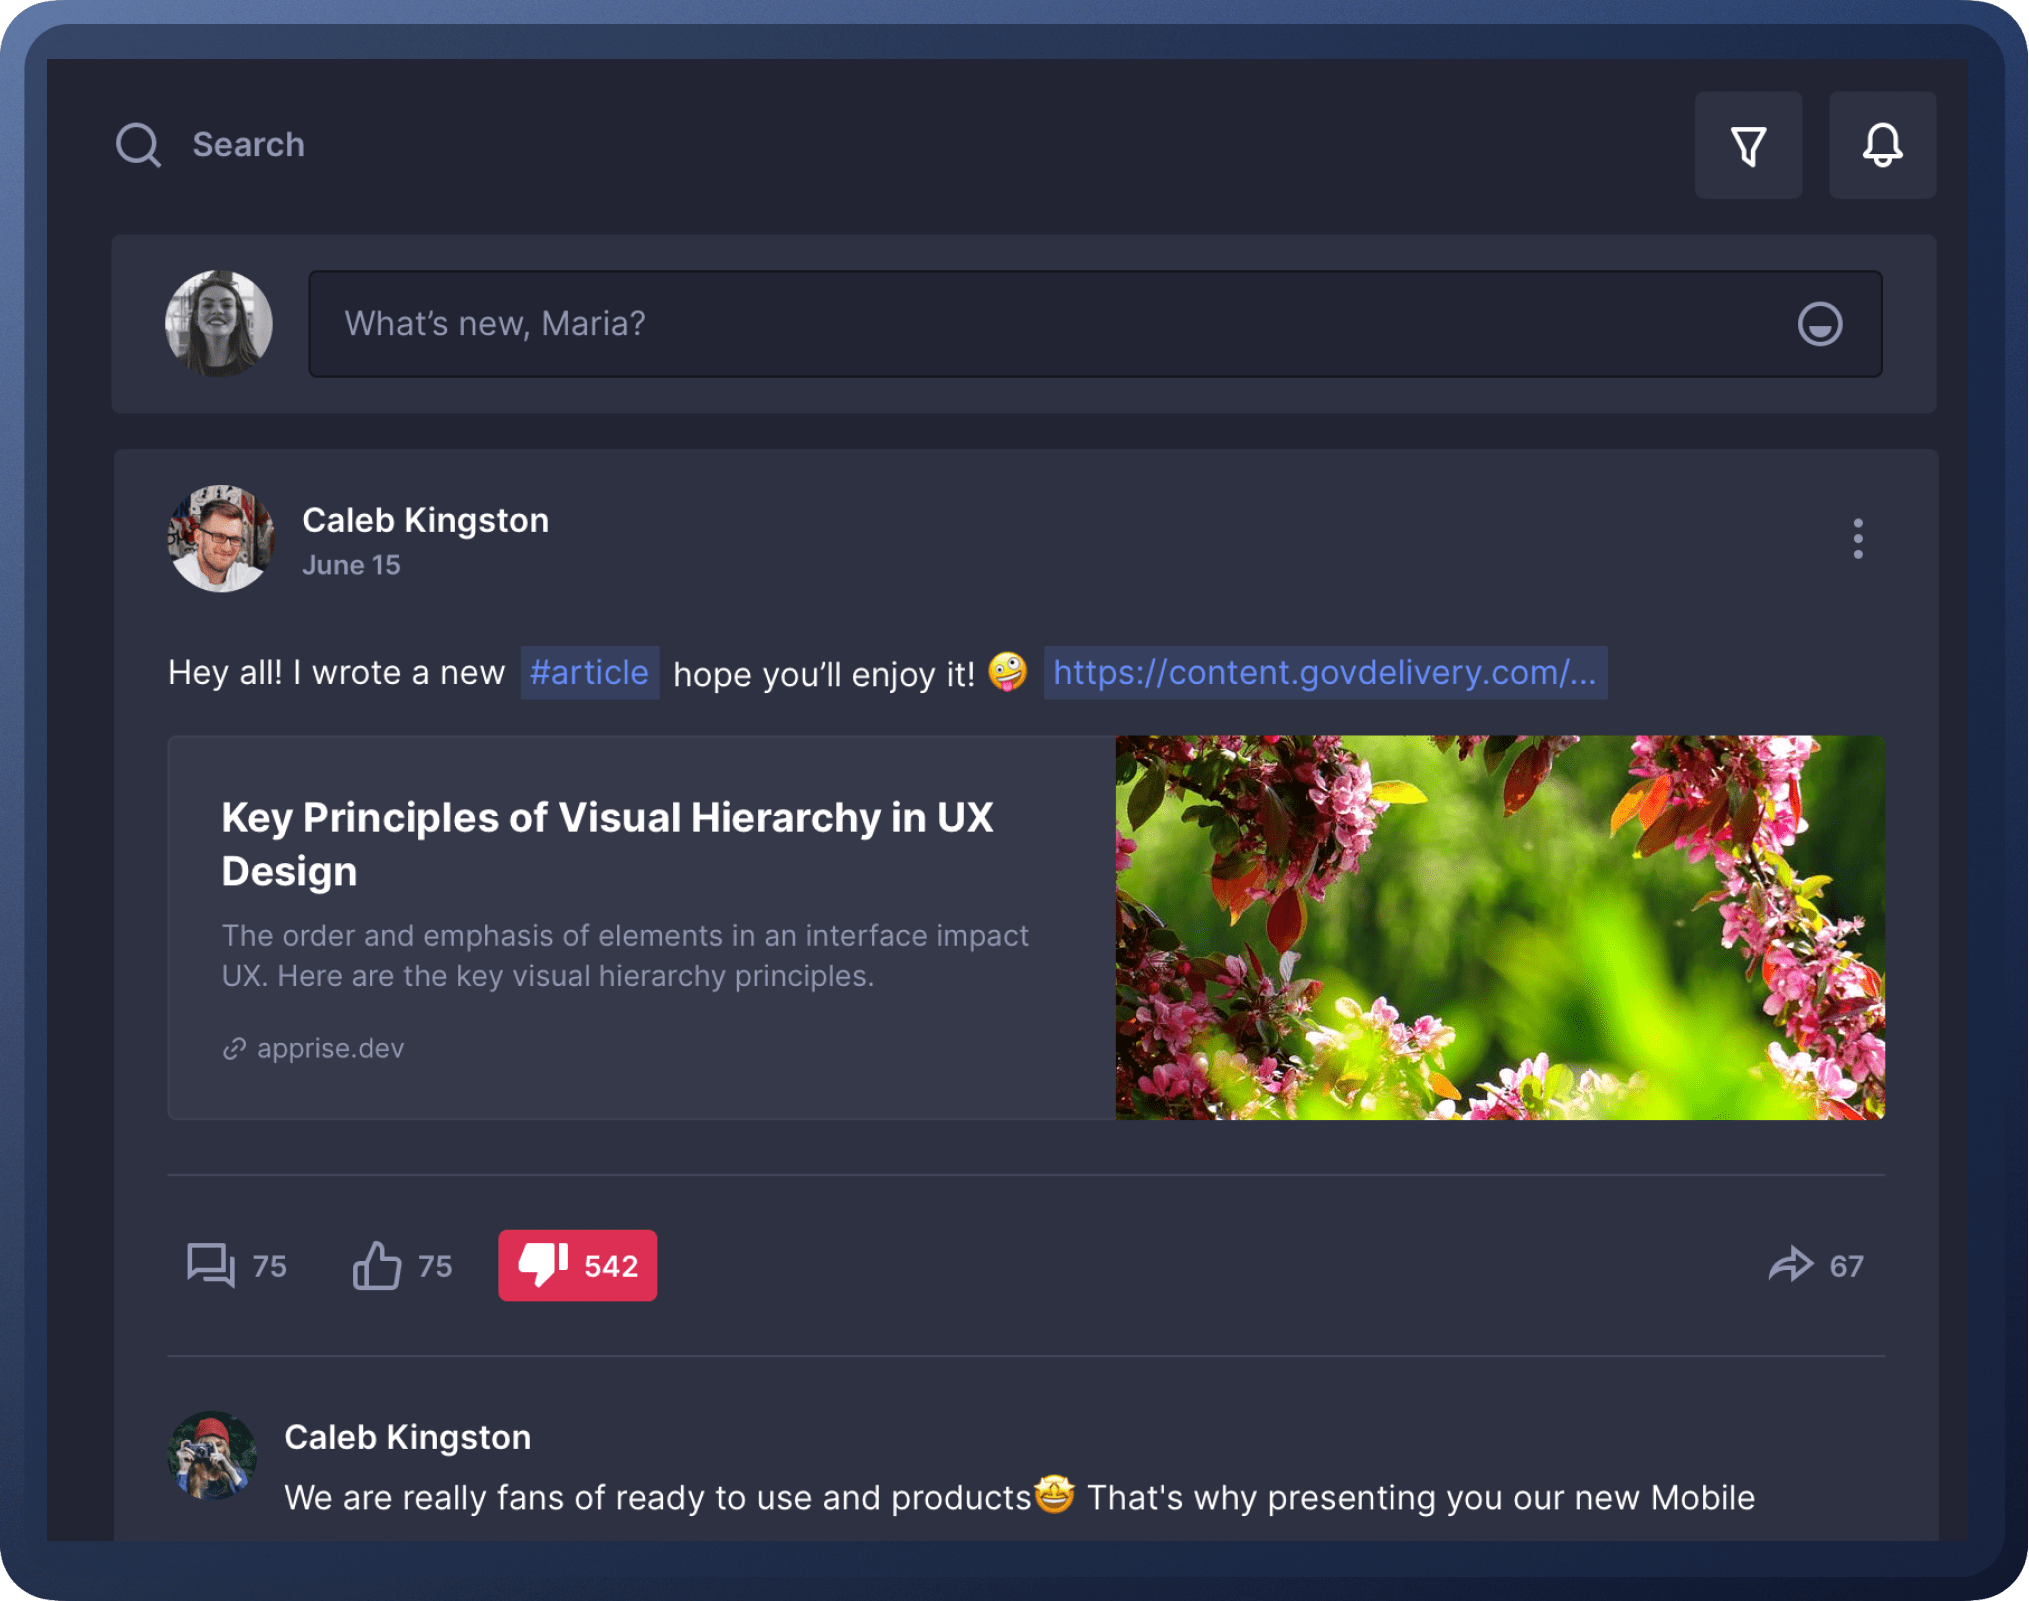 Search
What’s new, Maria?
Caleb Kingston
June 15
Hey all! I wrote a new #article hope you’ll enjoy it! 🤪 https://content.govdelivery.com/...
Key Principles of Visual Hierarchy in UX
Design
The order and emphasis of elements in an interface impact
UX. Here are the key visual hierarchy principles.
apprise.dev
75 75 542 67
Caleb Kingston
We are really fans of ready to use and products🤩 That's why presenting you our new Mobile